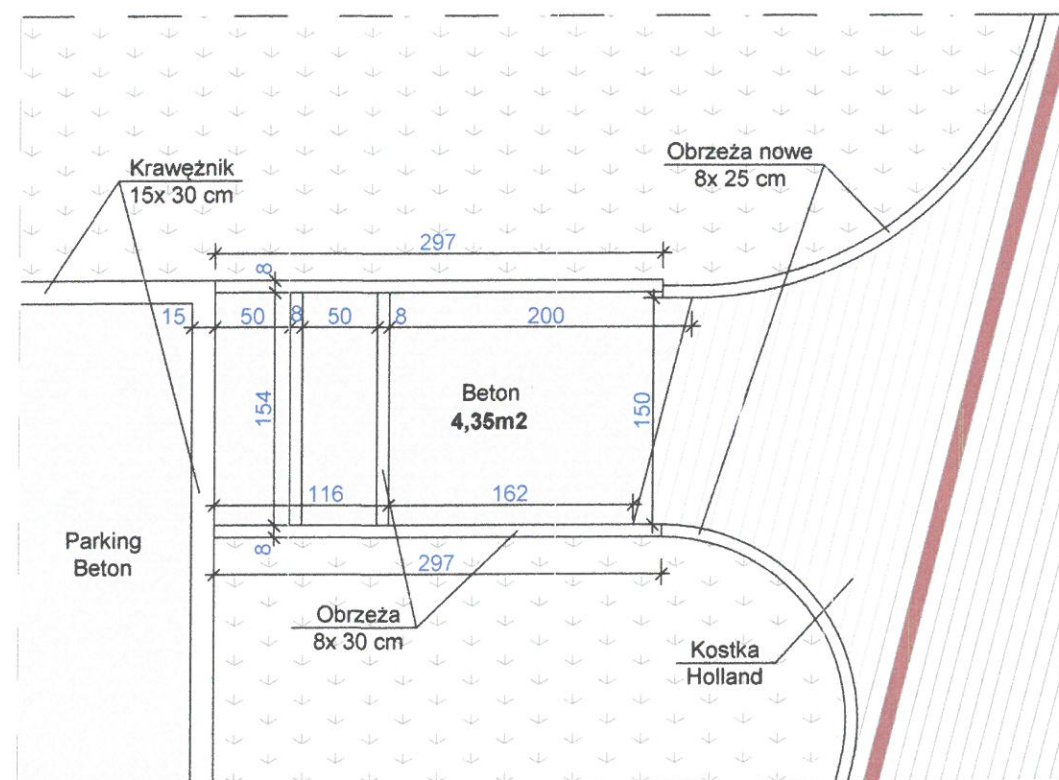 Krawężnik
15x 30 cm
Obrzeża nowe
8x 25 cm
297
8
15
50
8
50
8
200
154
Beton
4,35m2
150
116
162
Parking
Beton
8
297
Obrzeża
8x 30 cm
Kostka
Holland